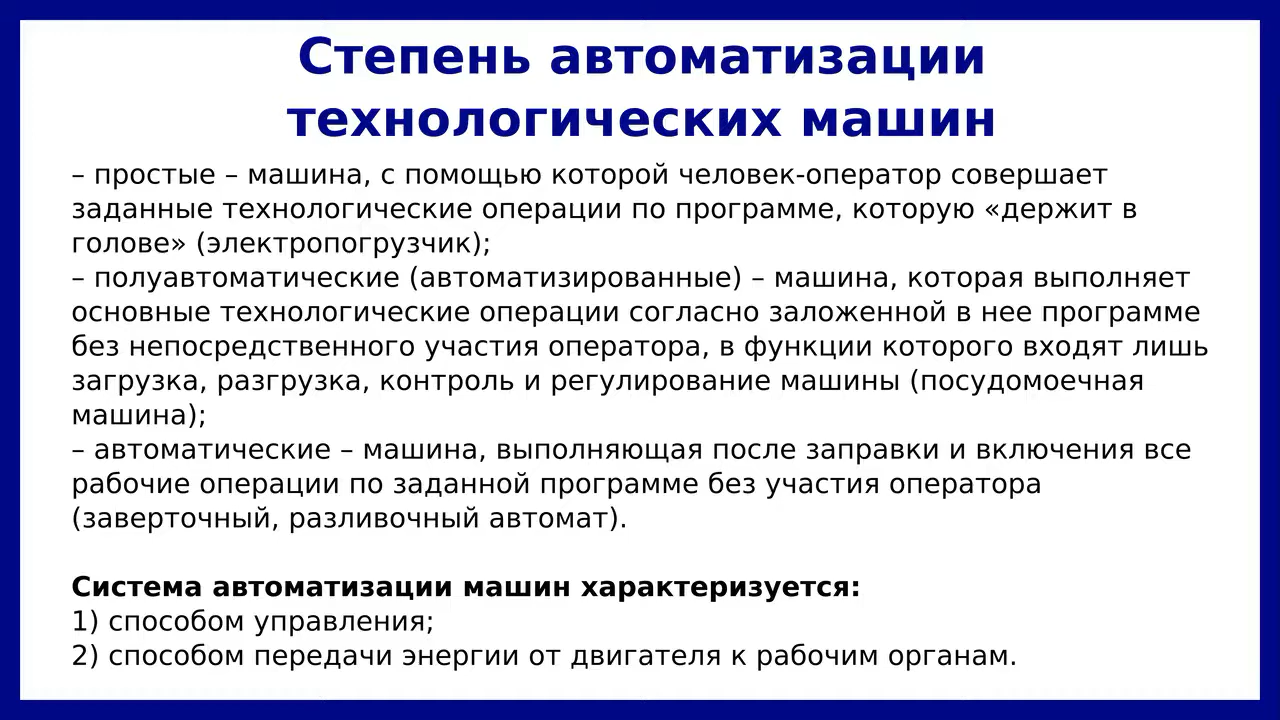 Степень автоматизации
технологических машин
– простые – машина, с помощью которой человек-оператор совершает
заданные технологические операции по программе, которую «держит в
голове» (электропогрузчик);
– полуавтоматические (автоматизированные) – машина, которая выполняет
основные технологические операции согласно заложенной в нее программе
без непосредственного участия оператора, в функции которого входят лишь
загрузка, разгрузка, контроль и регулирование машины (посудомоечная
машина);
– автоматические – машина, выполняющая после заправки и включения все
рабочие операции по заданной программе без участия оператора
(заверточный, разливочный автомат).
Система автоматизации машин характеризуется:
1) способом управления;
2) способом передачи энергии от двигателя к рабочим органам.